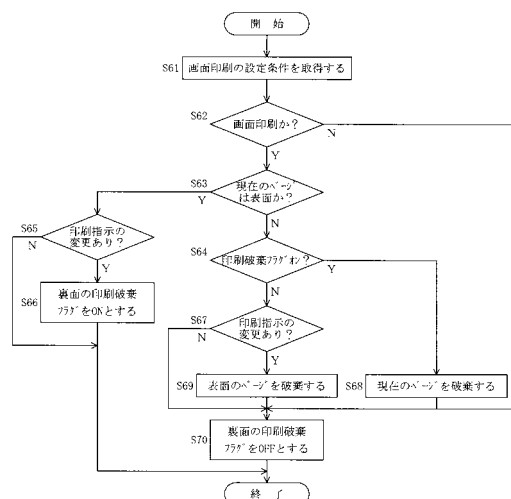 開 始
S61
画面印刷の設定条件を取得する
S62
画面印刷か?
N
Y
S63
現在のページ
は表面か?
Y
N
S65
印刷指示の
変更あり?
N
Y
S64
印刷破棄フラグオン?
Y
N
S66
裏面の印刷破棄
フラグをONとする
S67
印刷指示の
変更あり?
N
Y
S69
表面のページを破棄する
S68
現在のページを破棄する
S70
裏面の印刷破棄
フラグをOFFとする
終 了